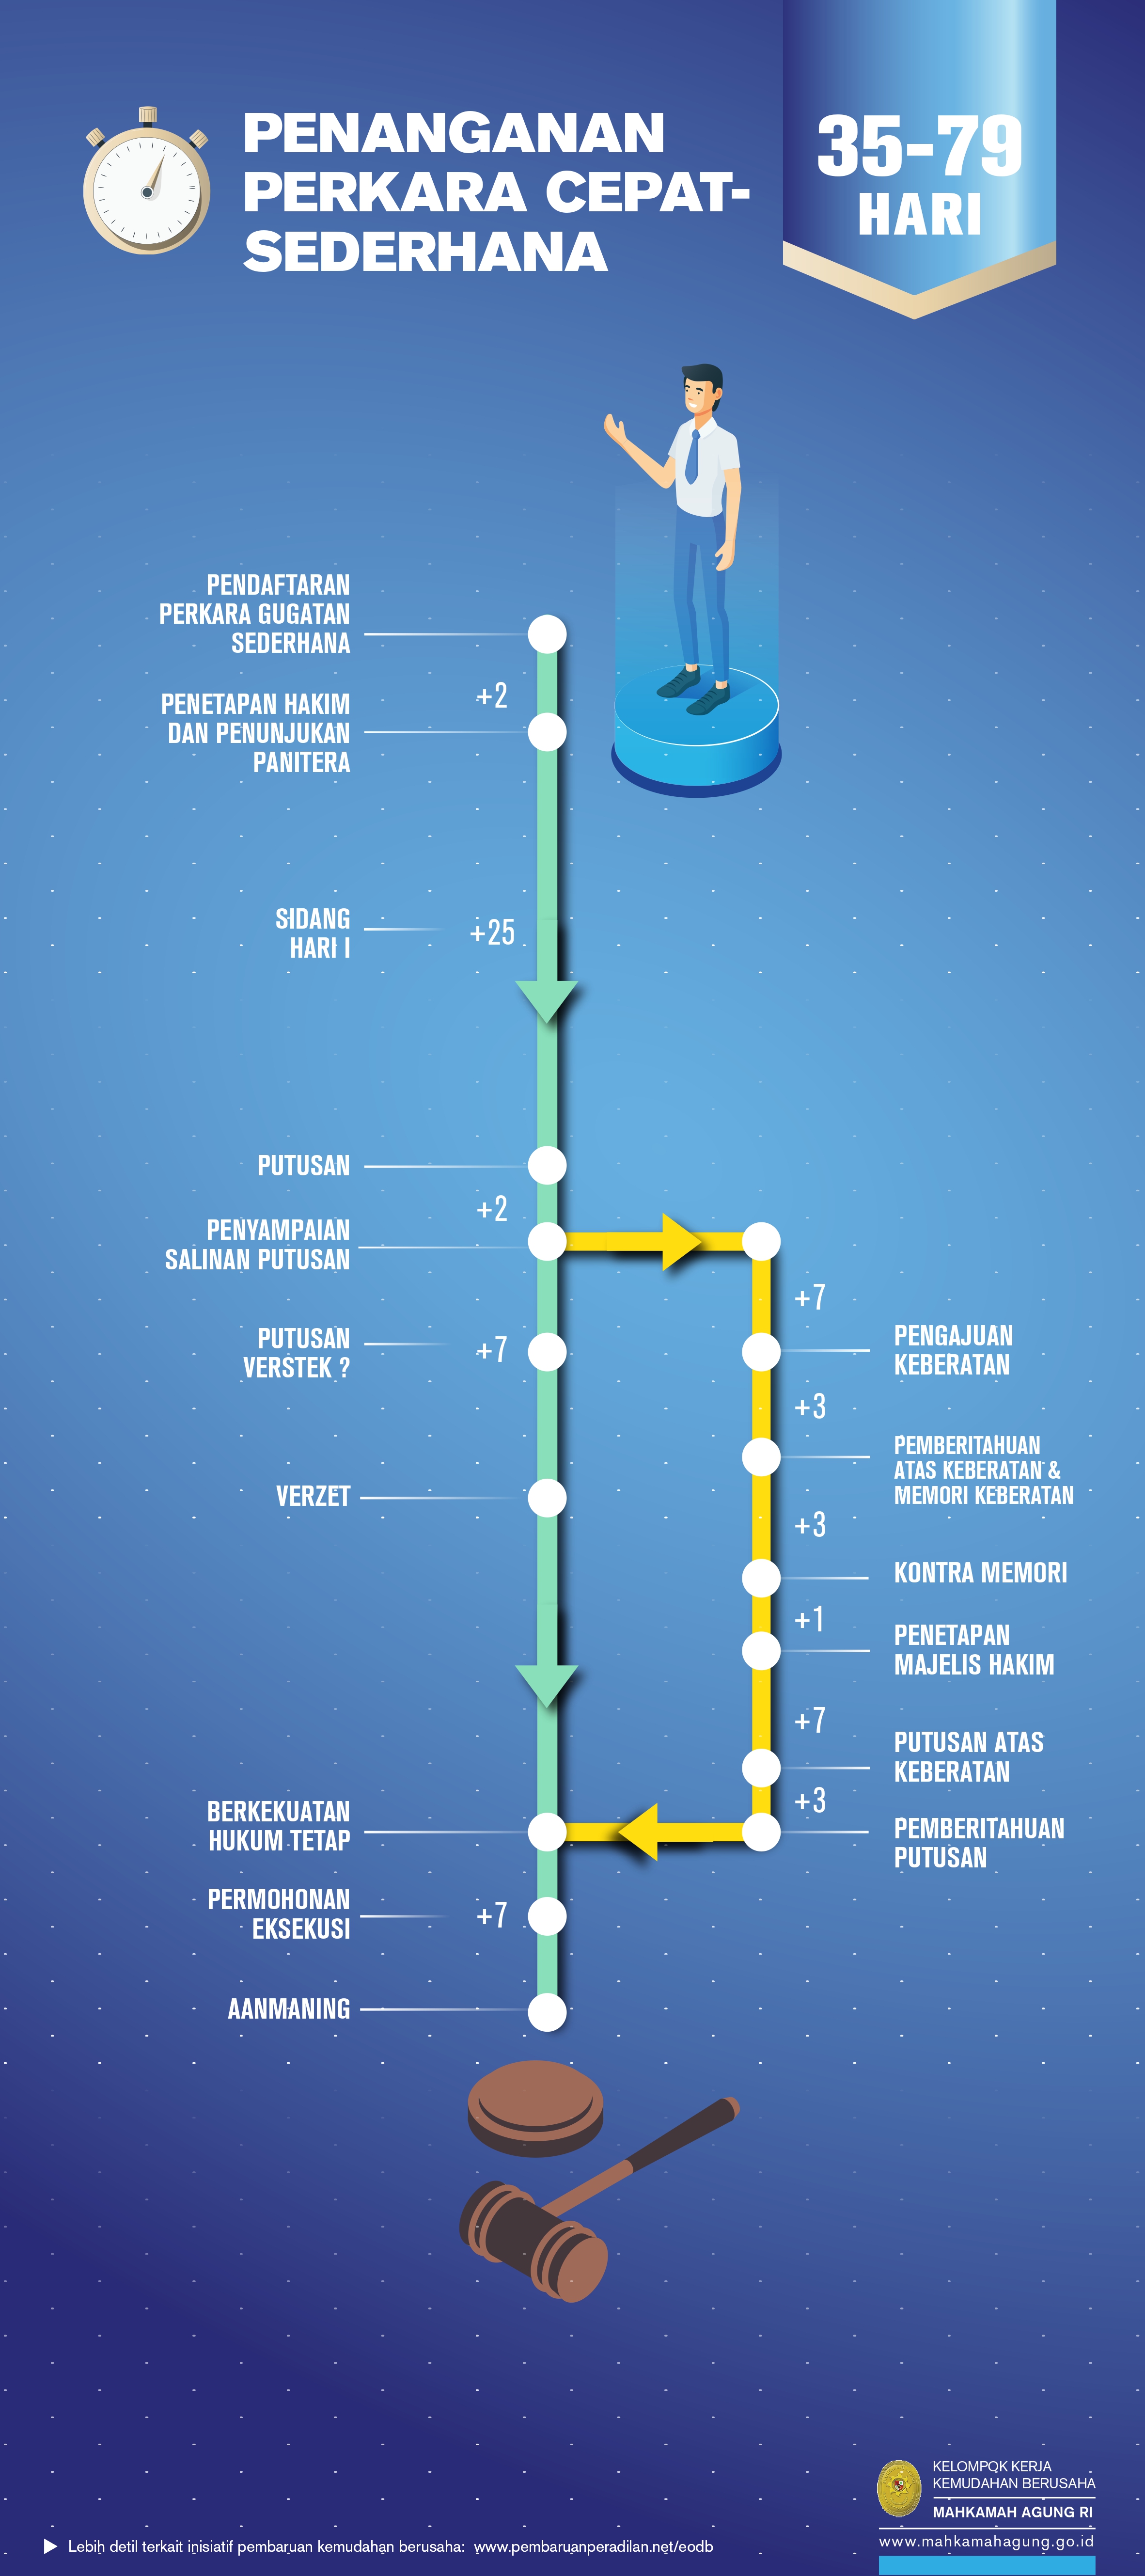 PENANGANAN
PERKARA CEPAT-
SEDERHANA
35-79
HARI
PENDAFTARAN
PERKARA GUGATAN
SEDERHANA
+2
PENETAPAN HAKIM
DAN PENUNJUKAN
PANITERA
SIDANG
HARI I
+25
PUTUSAN
+2
PENYAMPAIAN
SALINAN PUTUSAN
PUTUSAN
VERSTEK ?
+7
VERZET
+7
PENGAJUAN
KEBERATAN
+3
PEMBERITAHUAN
ATAS KEBERATAN &
MEMORI KEBERATAN
+3
KONTRA MEMORI
+1
PENETAPAN
MAJELIS HAKIM
+7
PUTUSAN ATAS
KEBERATAN
+3
PEMBERITAHUAN
PUTUSAN
BERKEKUATAN
HUKUM TETAP
PERMOHONAN
EKSEKUSI
+7
AANMANING
KELOMPOK KERJA
KEMUDAHAN BERUSAHA
MAHKAMAH AGUNG RI
www.mahkamahagung.go.id
Lebih detil terkait inisiatif pembaruan kemudahan berusaha: www.pembaruanperadilan.net/eodb